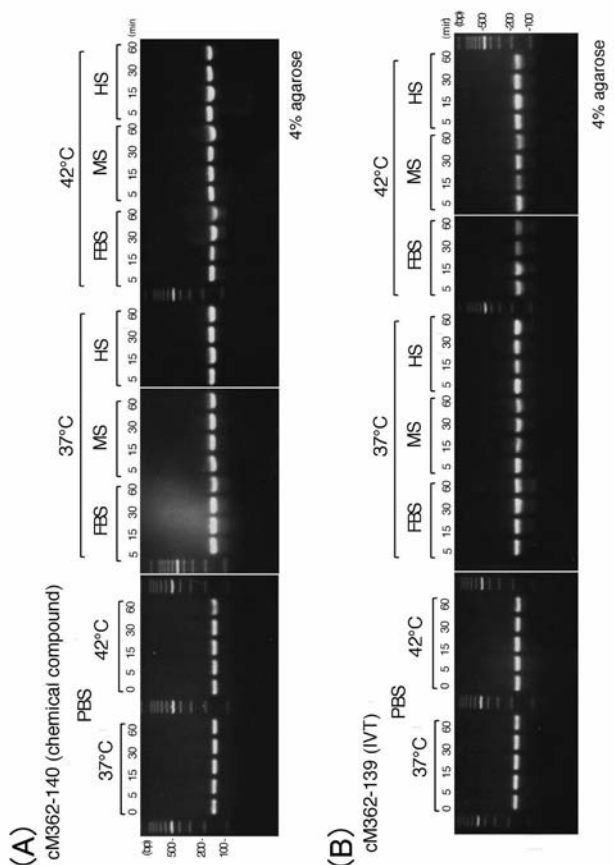 (A)
cM362-140 (chemical compound)
PBS
37°C 42°C 37°C 42°C
FBS MS HS FBS MS HS
0 5 15 30 60 0 5 15 30 60 5 15 30 60 5 15 30 60 5 15 30 60 5 15 30 60 5 15 30 60 5 15 30 60 (min
(bp)
500-
200-
100-
4% agarose
(B)
cM362-139 (IVT)
PBS
37°C 42°C 37°C 42°C
FBS MS HS FBS MS HS
0 5 15 30 60 0 5 15 30 60 5 15 30 60 5 15 30 60 5 15 30 60 5 15 30 60 5 15 30 60 5 15 30 60 (min
(bp)
-500
-200
-100
4% agarose